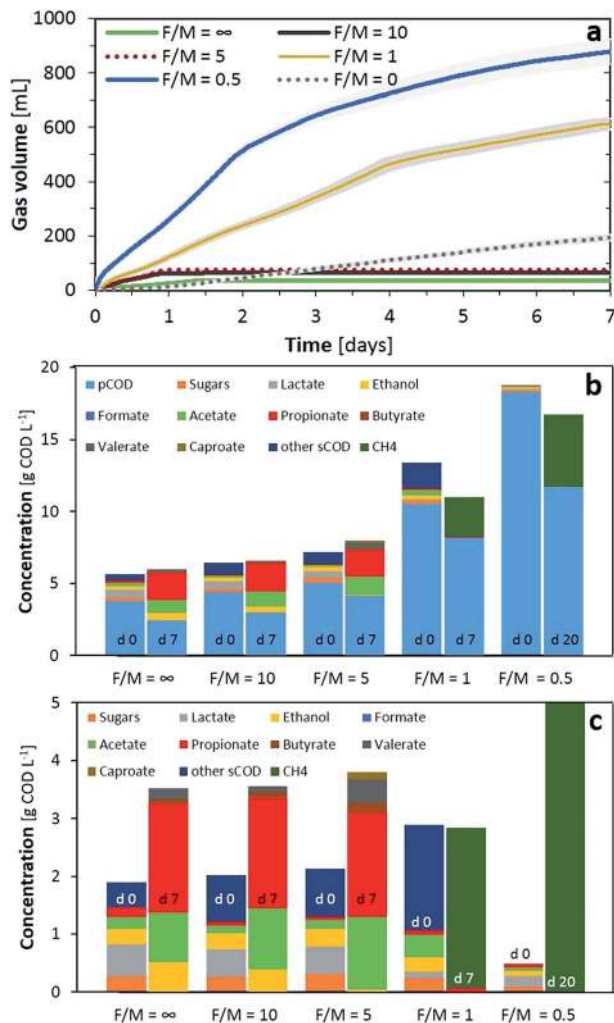 1000
800
600
400
200
0
Gas volume [mL]
F/M = ∞
F/M = 10
F/M = 5
F/M = 1
F/M = 0.5
F/M = 0
a
0 1 2 3 4 5 6 7
Time [days]
20
15
10
5
0
Concentration [g COD L⁻¹]
pCOD Sugars Lactate Ethanol
Formate Acetate Propionate Butyrate
Valerate Caproate other sCOD CH4
b
d 0 d 7 d 0 d 7 d 0 d 7 d 0 d 7 d 0 d 20
F/M = ∞ F/M = 10 F/M = 5 F/M = 1 F/M = 0.5
5
4
3
2
1
0
Concentration [g COD L⁻¹]
Sugars Lactate Ethanol Formate
Acetate Propionate Butyrate Valerate
Caproate other sCOD CH4
c
d 0 d 7 d 0 d 7 d 0 d 7 d 0 d 7 d 0 d 20
F/M = ∞ F/M = 10 F/M = 5 F/M = 1 F/M = 0.5